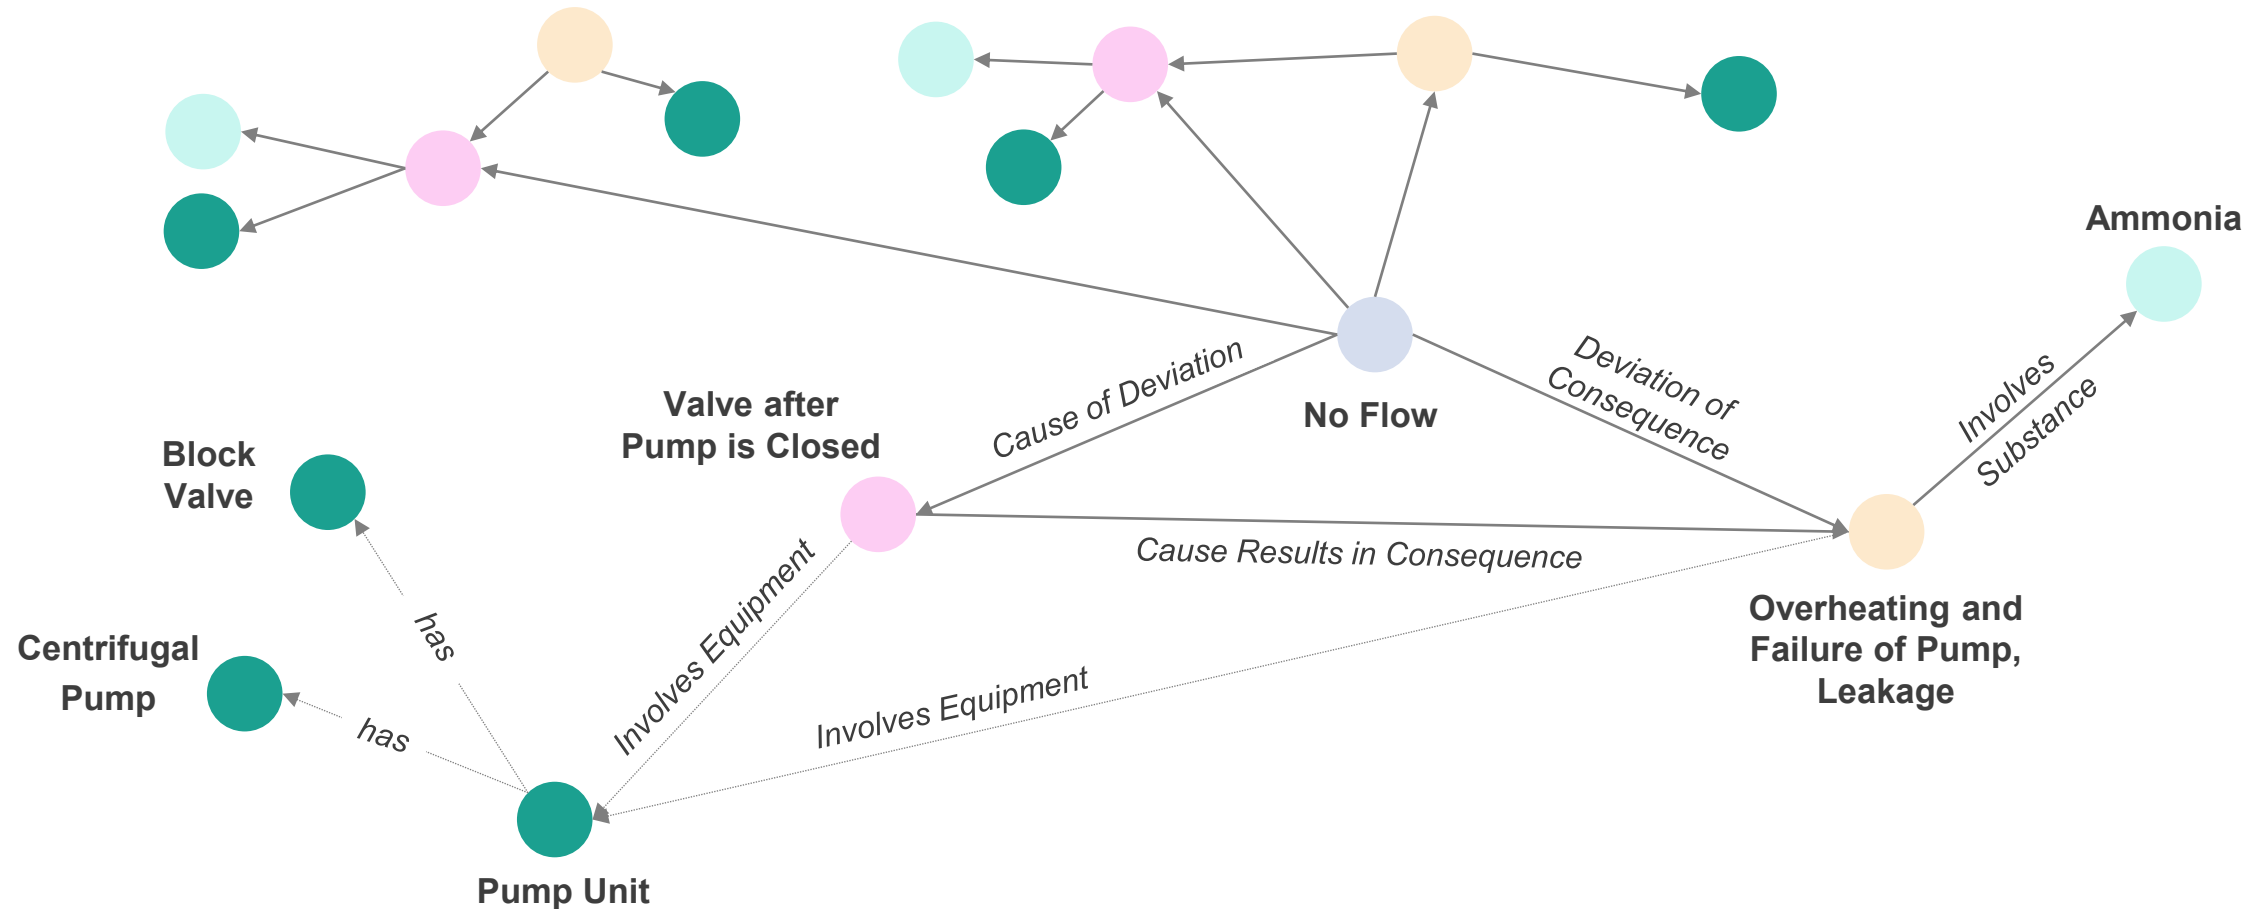 Ammonia
Cause of Deviation
Deviation of
Consequence
Involves
Substance
Valve after
Pump is Closed
No Flow
Block
Valve
Cause Results in Consequence
has
Involves Equipment
Overheating and
Failure of Pump,
Leakage
Centrifugal
Pump
has
Involves Equipment
Pump Unit